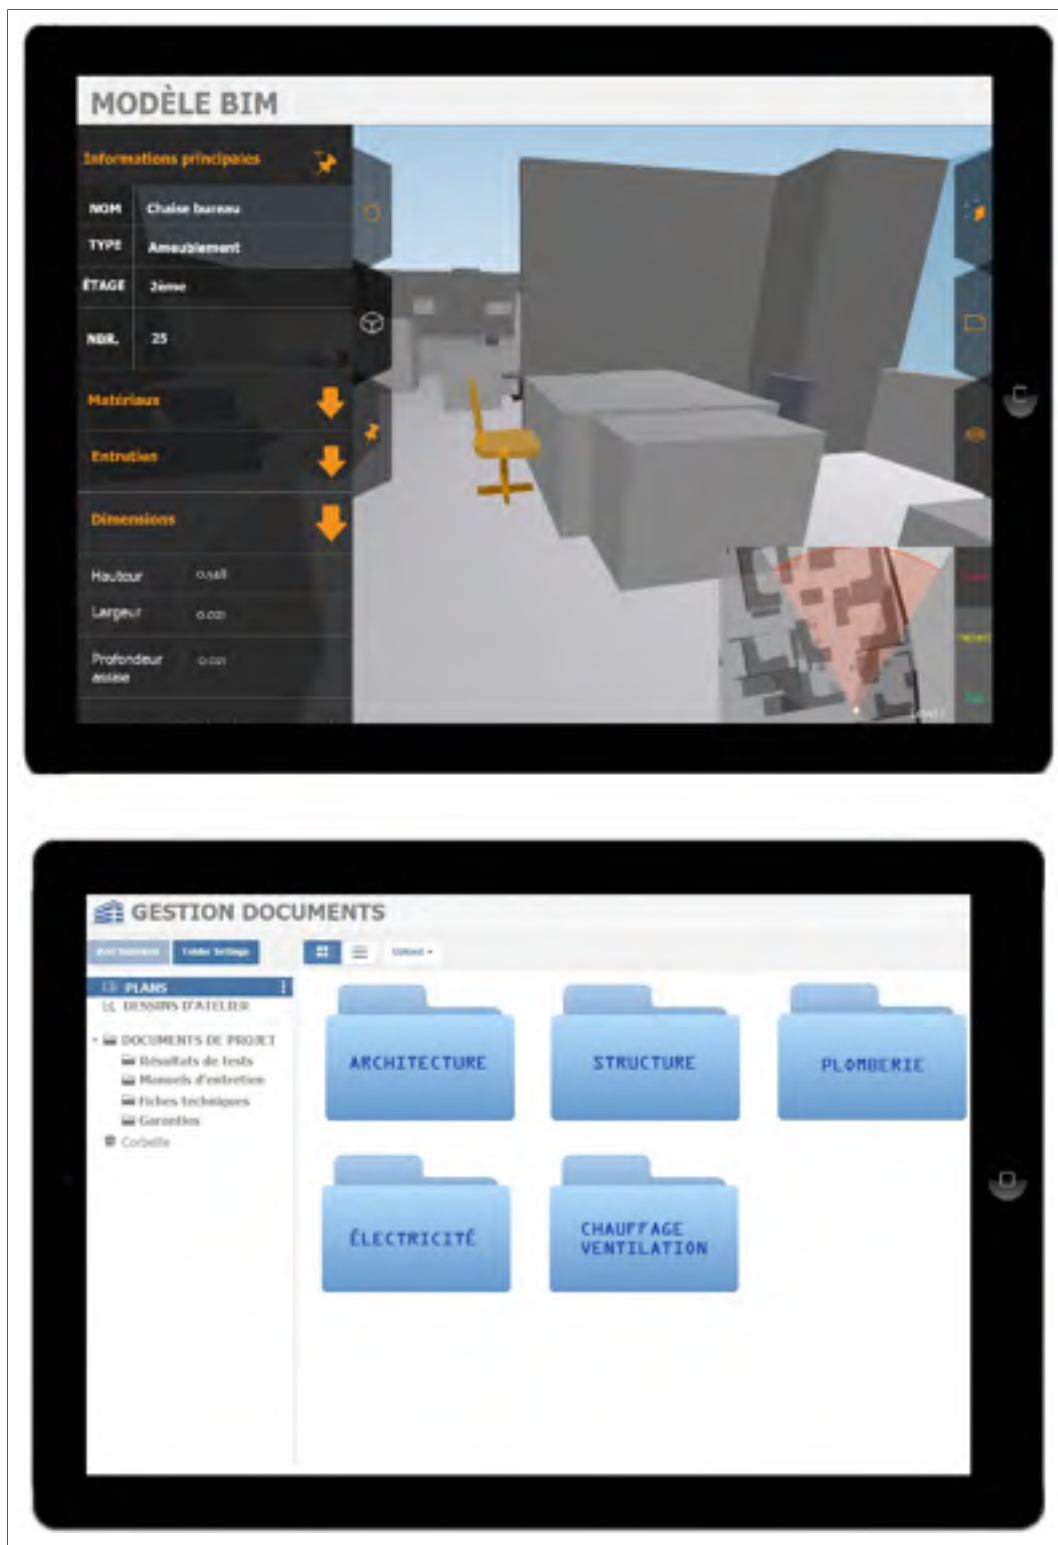 MODÈLE BIM
Informations principales
NOM Chaise bureau
TYPE Ameublement
ÉTAGE 2ème
NBR. 25
Matériaux
Entretien
Dimensions
Hauteur
Largeur
Profondeur
assise
GESTION DOCUMENTS
Folder Settings
Upload
PLANS
DESSINS D'ATELIER
DOCUMENTS DE PROJET
Résultats de tests
Manuels d'entretien
Fiches techniques
Garanties
Corbeille
ARCHITECTURE
STRUCTURE
PLOMBERIE
ÉLECTRICITÉ
CHAUFFAGE
VENTILATION